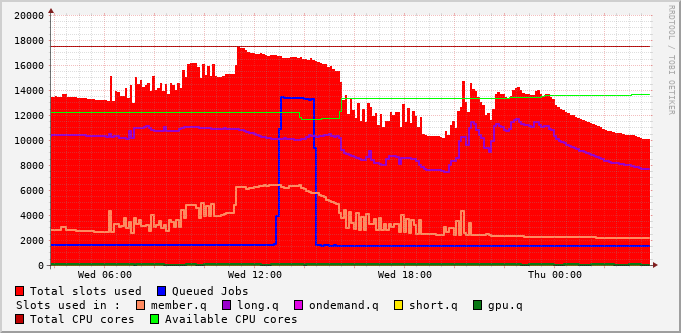 20000
18000
16000
14000
12000
10000
8000
6000
4000
2000
0
Wed 06:00 Wed 12:00 Wed 18:00 Thu 00:00
RRDTOOL / TOBI OETIKER
Total slots used Queued Jobs
Slots used in : member.q long.q ondemand.q short.q gpu.q
Total CPU cores Available CPU cores